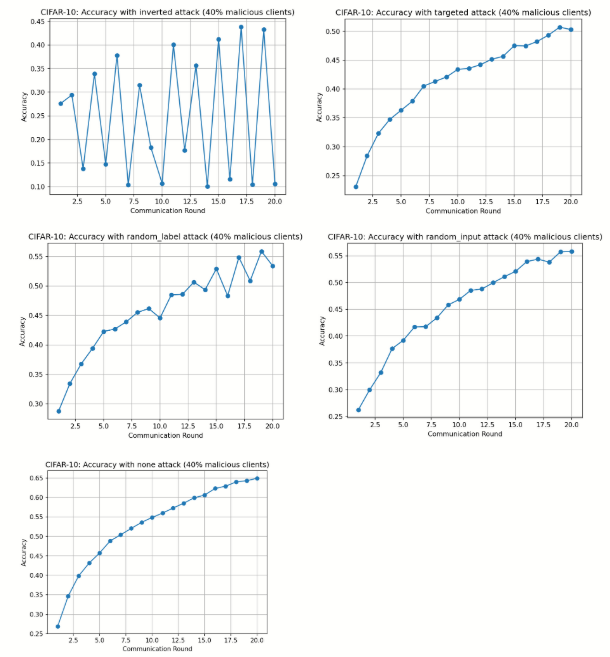 CIFAR-10: Accuracy with inverted attack (40% malicious clients)
0.45
0.40
0.35
0.30
0.25
0.20
0.15
0.10
Accuracy
2.5 5.0 7.5 10.0 12.5 15.0 17.5 20.0
Communication Round
CIFAR-10: Accuracy with targeted attack (40% malicious clients)
0.50
0.45
0.40
0.35
0.30
0.25
Accuracy
2.5 5.0 7.5 10.0 12.5 15.0 17.5 20.0
Communication Round
CIFAR-10: Accuracy with random_label attack (40% malicious clients)
0.55
0.50
0.45
0.40
0.35
0.30
Accuracy
2.5 5.0 7.5 10.0 12.5 15.0 17.5 20.0
Communication Round
CIFAR-10: Accuracy with random_input attack (40% malicious clients)
0.55
0.50
0.45
0.40
0.35
0.30
0.25
Accuracy
2.5 5.0 7.5 10.0 12.5 15.0 17.5 20.0
Communication Round
CIFAR-10: Accuracy with none attack (40% malicious clients)
0.65
0.60
0.55
0.50
0.45
0.40
0.35
0.30
0.25
Accuracy
2.5 5.0 7.5 10.0 12.5 15.0 17.5 20.0
Communication Round